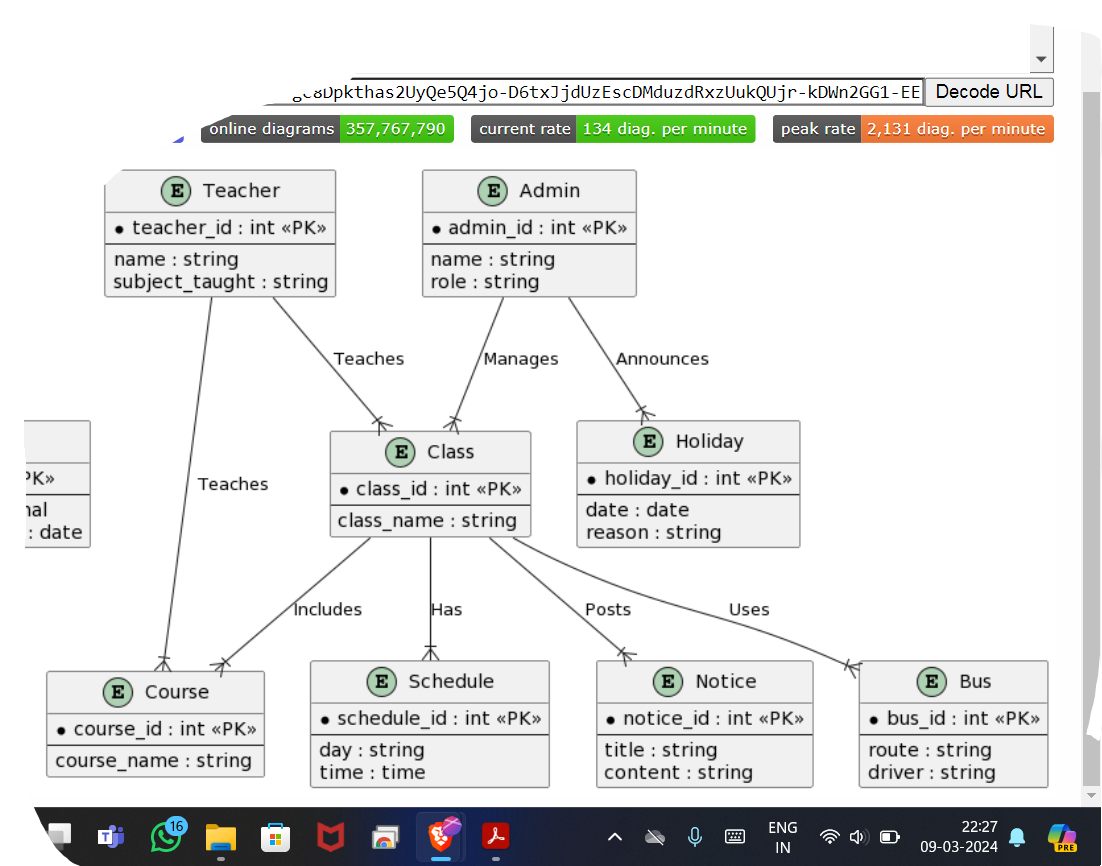 Decode URL
online diagrams 357,767,790 current rate 134 diag. per minute peak rate 2,131 diag. per minute
E Teacher
teacher_id : int «PK»
name : string
subject_taught : string
E Admin
admin_id : int «PK»
name : string
role : string
Teaches
Manages
Announces
Teaches
PK»
: date
E Class
class_id : int «PK»
class_name : string
E Holiday
holiday_id : int «PK»
date : date
reason : string
Includes
Has
Posts
Uses
E Course
course_id : int «PK»
course_name : string
E Schedule
schedule_id : int «PK»
day : string
time : time
E Notice
notice_id : int «PK»
title : string
content : string
E Bus
bus_id : int «PK»
route : string
driver : string
16
ENG
IN
22:27
09-03-2024
PRE